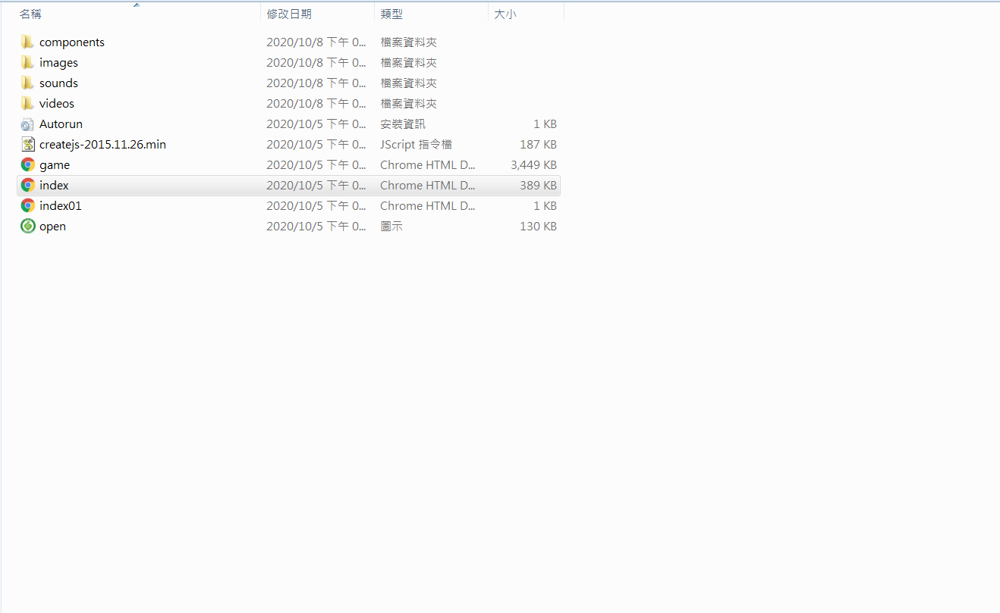 名稱 修改日期 類型 大小
components 2020/10/8 下午 0... 檔案資料夾
images 2020/10/8 下午 0... 檔案資料夾
sounds 2020/10/8 下午 0... 檔案資料夾
videos 2020/10/8 下午 0... 檔案資料夾
Autorun 2020/10/5 下午 0... 安裝資訊 1 KB
createjs-2015.11.26.min 2020/10/5 下午 0... JScript 指令檔 187 KB
game 2020/10/5 下午 0... Chrome HTML D... 3,449 KB
index 2020/10/5 下午 0... Chrome HTML D... 389 KB
index01 2020/10/5 下午 0... Chrome HTML D... 1 KB
open 2020/10/5 下午 0... 圖示 130 KB